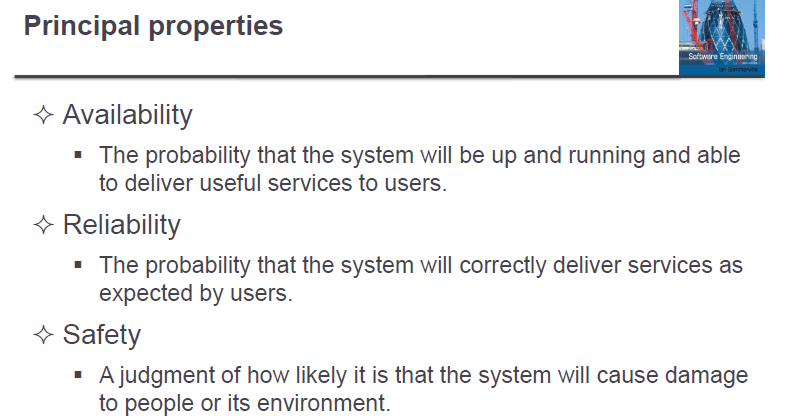 Principal properties
Software Engineering
Ian Sommerville
✧ Availability
▪ The probability that the system will be up and running and able
to deliver useful services to users.
✧ Reliability
▪ The probability that the system will correctly deliver services as
expected by users.
✧ Safety
▪ A judgment of how likely it is that the system will cause damage
to people or its environment.